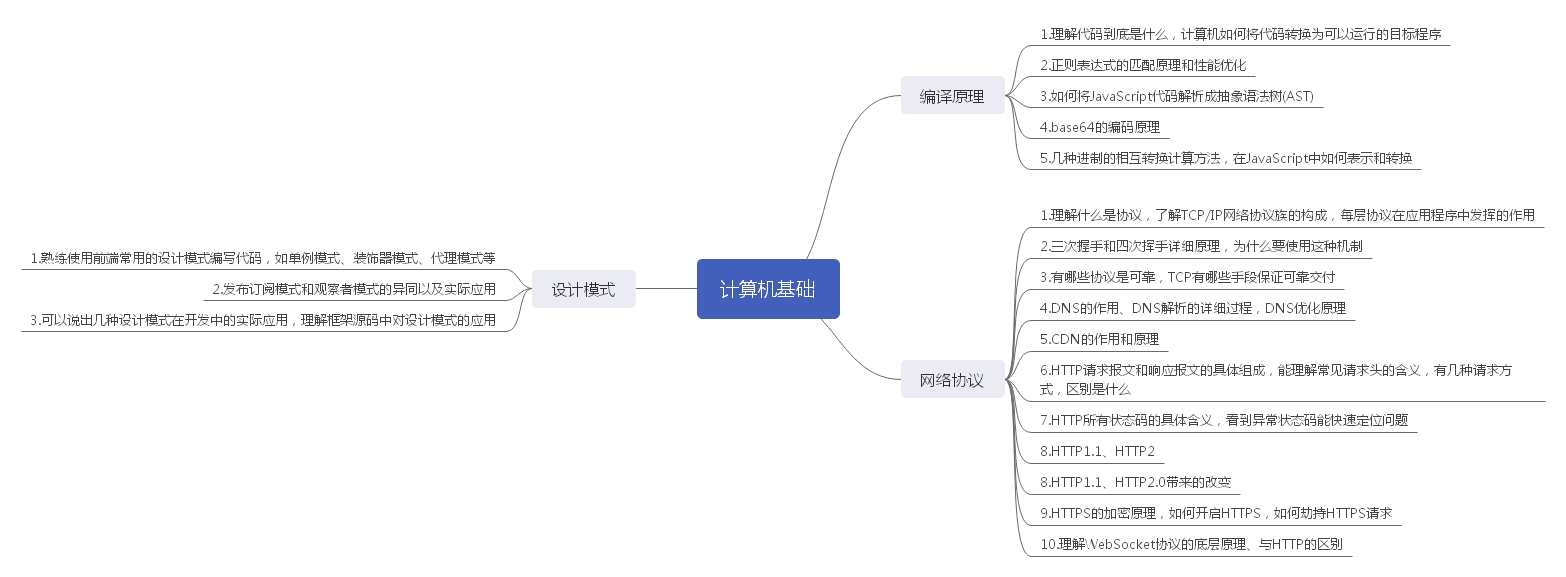 计算机基础
编译原理
1.理解代码到底是什么，计算机如何将代码转换为可以运行的目标程序
2.正则表达式的匹配原理和性能优化
3.如何将JavaScript代码解析成抽象语法树(AST)
4.base64的编码原理
5.几种进制的相互转换计算方法，在JavaScript中如何表示和转换
网络协议
1.理解什么是协议，了解TCP/IP网络协议族的构成，每层协议在应用程序中发挥的作用
2.三次握手和四次挥手详细原理，为什么要使用这种机制
3.有哪些协议是可靠，TCP有哪些手段保证可靠交付
4.DNS的作用、DNS解析的详细过程，DNS优化原理
5.CDN的作用和原理
6.HTTP请求报文和响应报文的具体组成，能理解常见请求头的含义，有几种请求方
式，区别是什么
7.HTTP所有状态码的具体含义，看到异常状态码能快速定位问题
8.HTTP1.1、HTTP2
8.HTTP1.1、HTTP2.0带来的改变
9.HTTPS的加密原理，如何开启HTTPS，如何劫持HTTPS请求
10.理解WebSocket协议的底层原理、与HTTP的区别
设计模式
1.熟练使用前端常用的设计模式编写代码，如单例模式、装饰器模式、代理模式等
2.发布订阅模式和观察者模式的异同以及实际应用
3.可以说出几种设计模式在开发中的实际应用，理解框架源码中对设计模式的应用